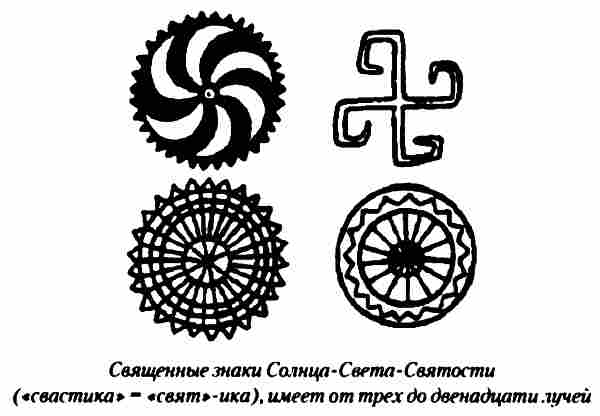 Священные знаки Солнца-Света-Святости
(«свастика» = «свят»-ика), имеет от трех до двенадцати лучей